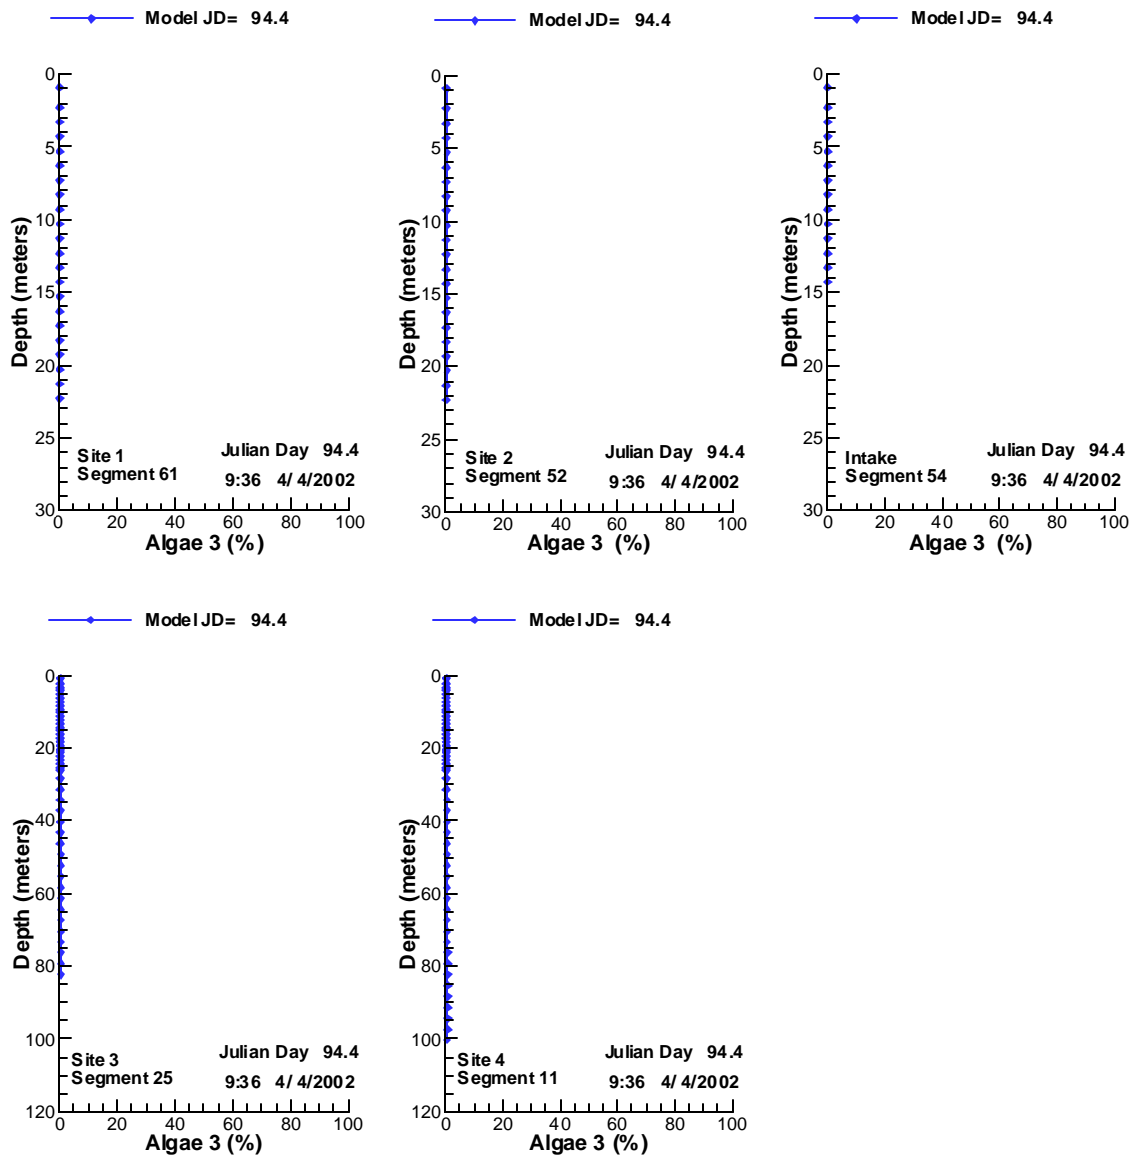 Model JD= 94.4
0
5
10
15
20
25
30
Depth (meters)
Site 1
Segment 61
Julian Day 94.4
9:36 4/ 4/2002
0 20 40 60 80 100
Algae 3 (%)
Model JD= 94.4
0
5
10
15
20
25
30
Depth (meters)
Site 2
Segment 52
Julian Day 94.4
9:36 4/ 4/2002
0 20 40 60 80 100
Algae 3 (%)
Model JD= 94.4
0
5
10
15
20
25
30
Depth (meters)
Intake
Segment 54
Julian Day 94.4
9:36 4/ 4/2002
0 20 40 60 80 100
Algae 3 (%)
Model JD= 94.4
0
20
40
60
80
100
120
Depth (meters)
Site 3
Segment 25
Julian Day 94.4
9:36 4/ 4/2002
0 20 40 60 80 100
Algae 3 (%)
Model JD= 94.4
0
20
40
60
80
100
120
Depth (meters)
Site 4
Segment 11
Julian Day 94.4
9:36 4/ 4/2002
0 20 40 60 80 100
Algae 3 (%)